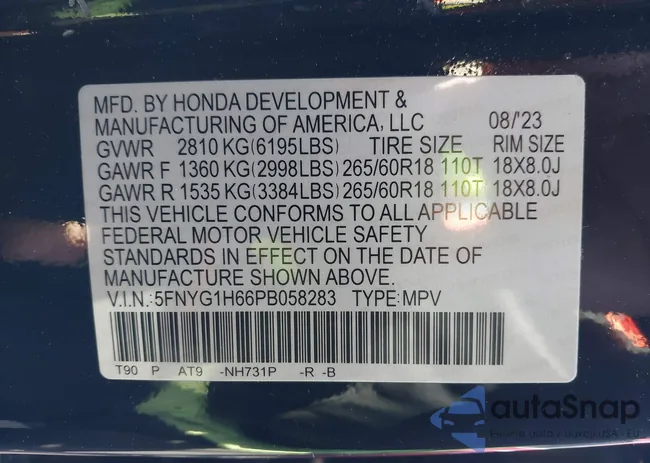 MFD. BY HONDA DEVELOPMENT &
MANUFACTURING OF AMERICA, LLC 08/'23
GVWR 2810 KG(6195LBS) TIRE SIZE RIM SIZE
GAWR F 1360 KG(2998LBS) 265/60R18 110T 18X8.0J
GAWR R 1535 KG(3384LBS) 265/60R18 110T 18X8.0J
THIS VEHICLE CONFORMS TO ALL APPLICABLE
FEDERAL MOTOR VEHICLE SAFETY
STANDARDS IN EFFECT ON THE DATE OF
MANUFACTURE SHOWN ABOVE.
V.I.N.:5FNYG1H66PB058283 TYPE:MPV
T90 P AT9 -NH731P -R -B
autoSnap